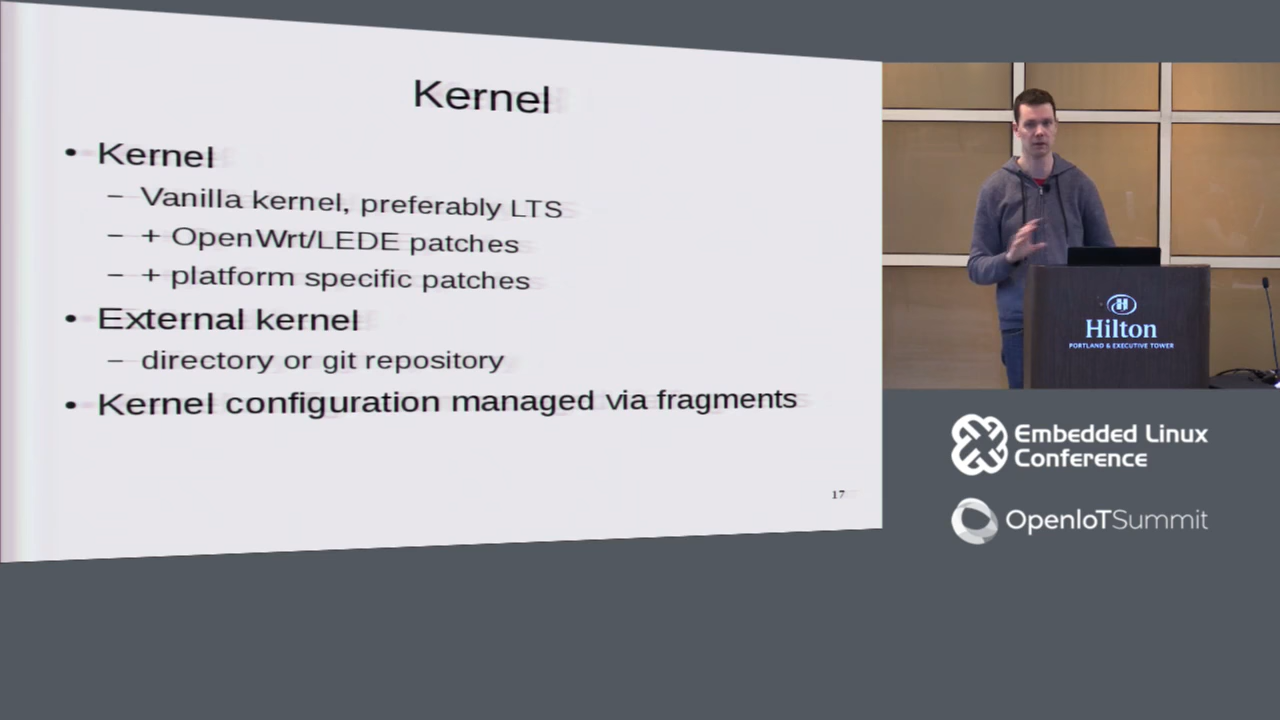 Kernel
• Kernel
– Vanilla kernel, preferably LTS
– + OpenWrt/LEDE patches
– + platform specific patches
• External kernel
– directory or git repository
• Kernel configuration managed via fragments
17
Hilton
PORTLAND & EXECUTIVE TOWER
Embedded Linux
Conference
OpenIoTSummit